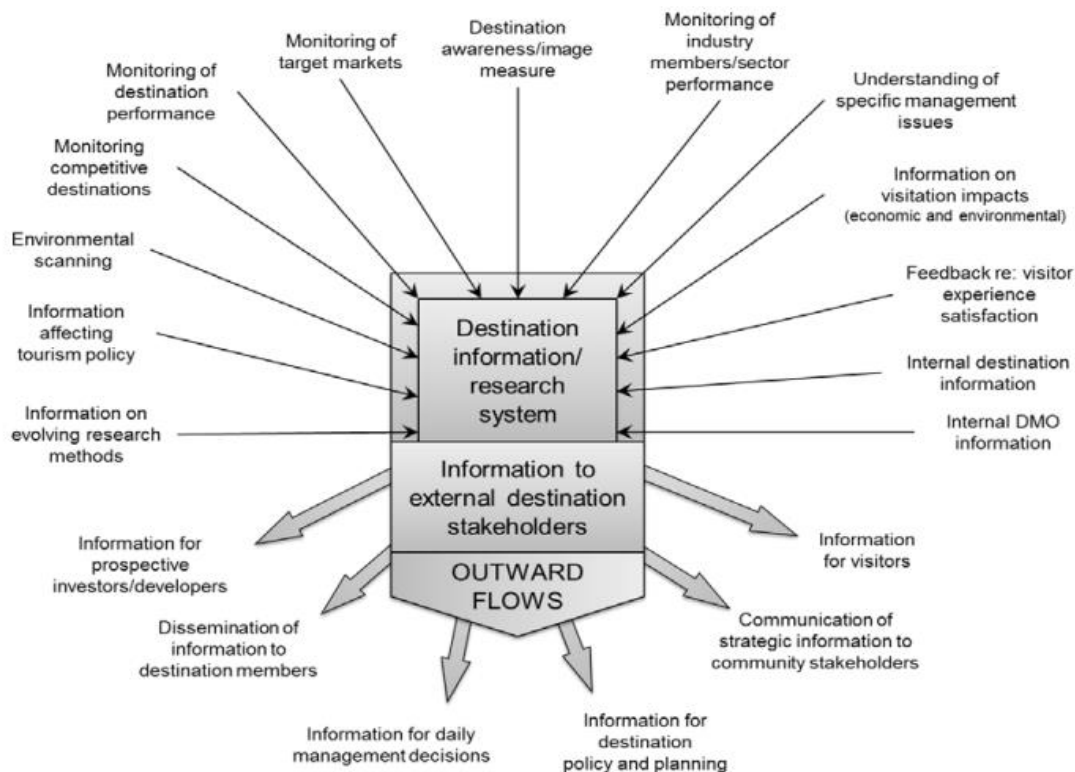 Monitoring of
destination
performance
Monitoring of
target markets
Destination
awareness/image
measure
Monitoring of
industry
members/sector
performance
Understanding of
specific management
issues
Monitoring
competitive
destinations
Information on
visitation impacts
(economic and environmental)
Environmental
scanning
Feedback re: visitor
experience
satisfaction
Information
affecting
tourism policy
Internal destination
information
Information on
evolving research
methods
Internal DMO
information
Destination
information/
research
system
Information to
external destination
stakeholders
OUTWARD
FLOWS
Information for
prospective
investors/developers
Information
for visitors
Dissemination of
information to
destination members
Communication of
strategic information to
community stakeholders
Information for daily
management decisions
Information for
destination
policy and planning